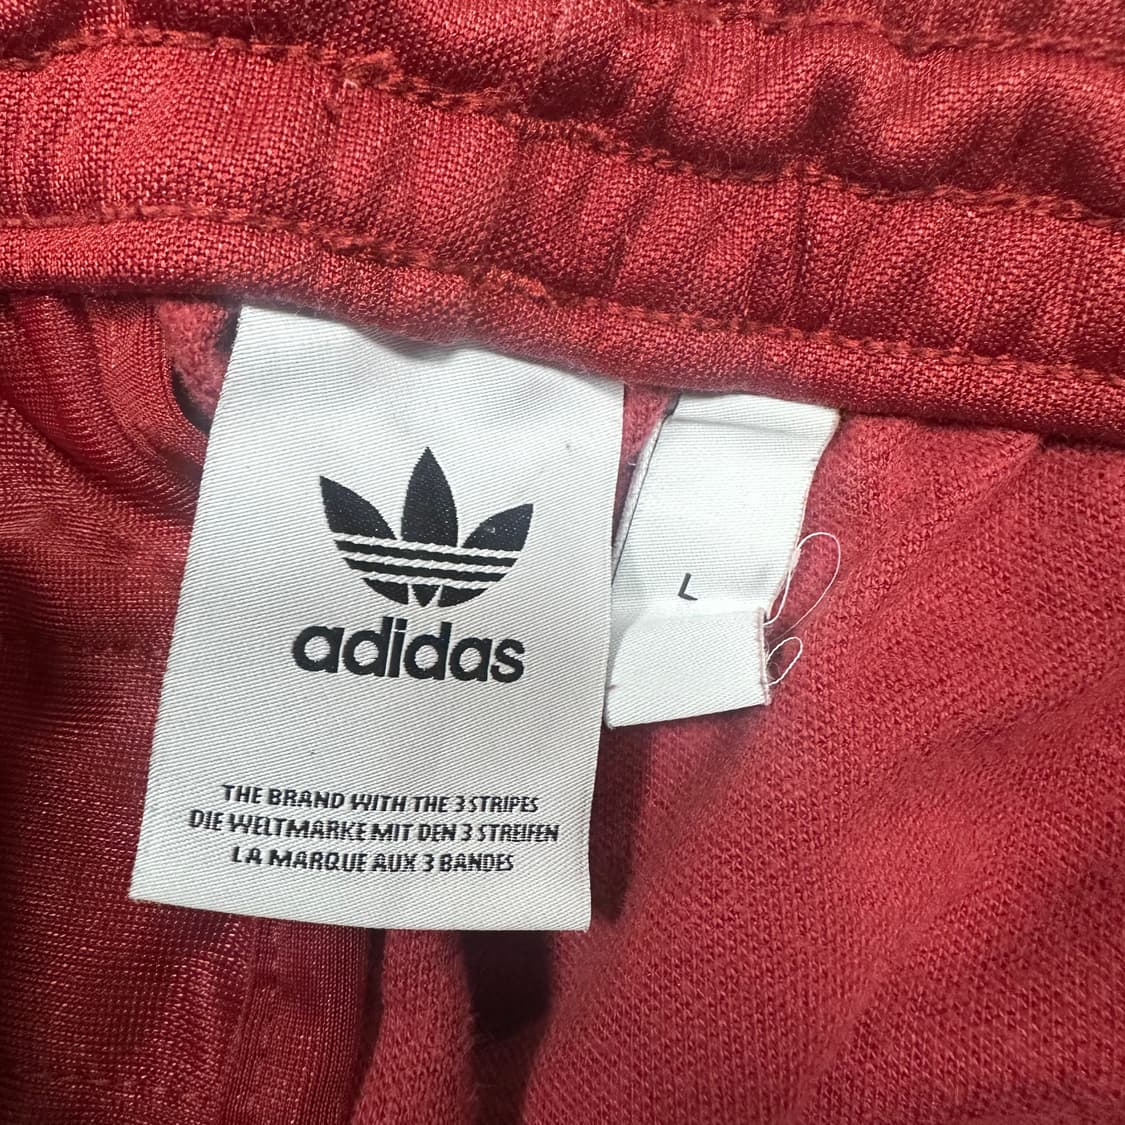 adidas
THE BRAND WITH THE 3 STRIPES
DIE WELTMARKE MIT DEN 3 STREIFEN
LA MARQUE AUX 3 BANDES
L